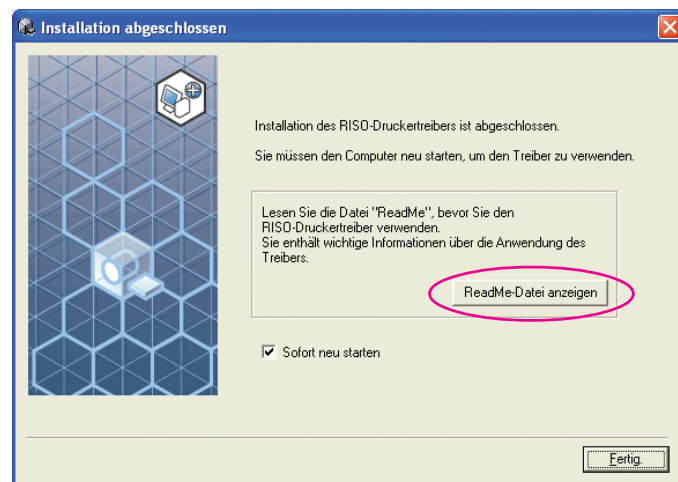 Installation abgeschlossen
Installation des RISO-Druckertreibers ist abgeschlossen.
Sie müssen den Computer neu starten, um den Treiber zu verwenden.
Lesen Sie die Datei "ReadMe", bevor Sie den
RISO-Druckertreiber verwenden.
Sie enthält wichtige Informationen über die Anwendung des
Treibers.
ReadMe-Datei anzeigen
Sofort neu starten
Fertig.